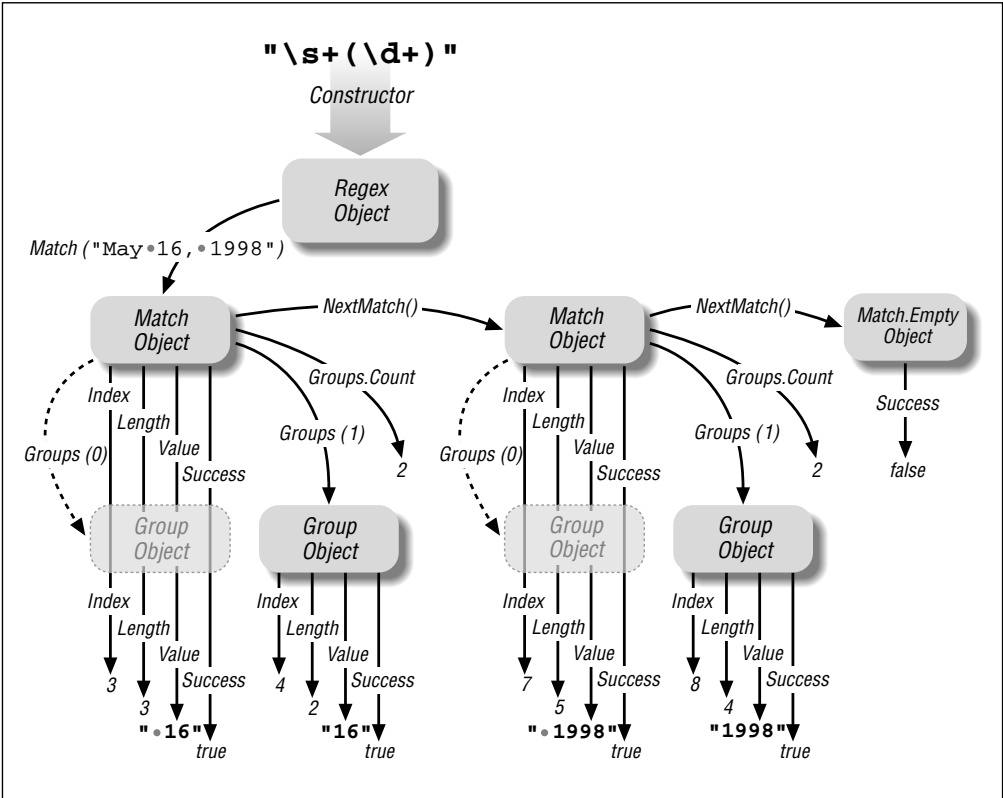 "\s+(\d+)"
Constructor
Regex
Object
Match ("May•16,•1998")
Match
Object
NextMatch()
Match
Object
NextMatch()
Match.Empty
Object
Groups (0)
Index
Length
Value
Success
Groups (1)
Groups.Count
2
Groups (0)
Index
Length
Value
Success
Groups (1)
Groups.Count
2
Success
false
Group
Object
Group
Object
Group
Object
Group
Object
Index
Length
Value
Success
3
3
"•16"
true
Index
Length
Value
Success
4
2
"16"
true
Index
Length
Value
Success
7
5
"•1998"
true
Index
Length
Value
Success
8
4
"1998"
true